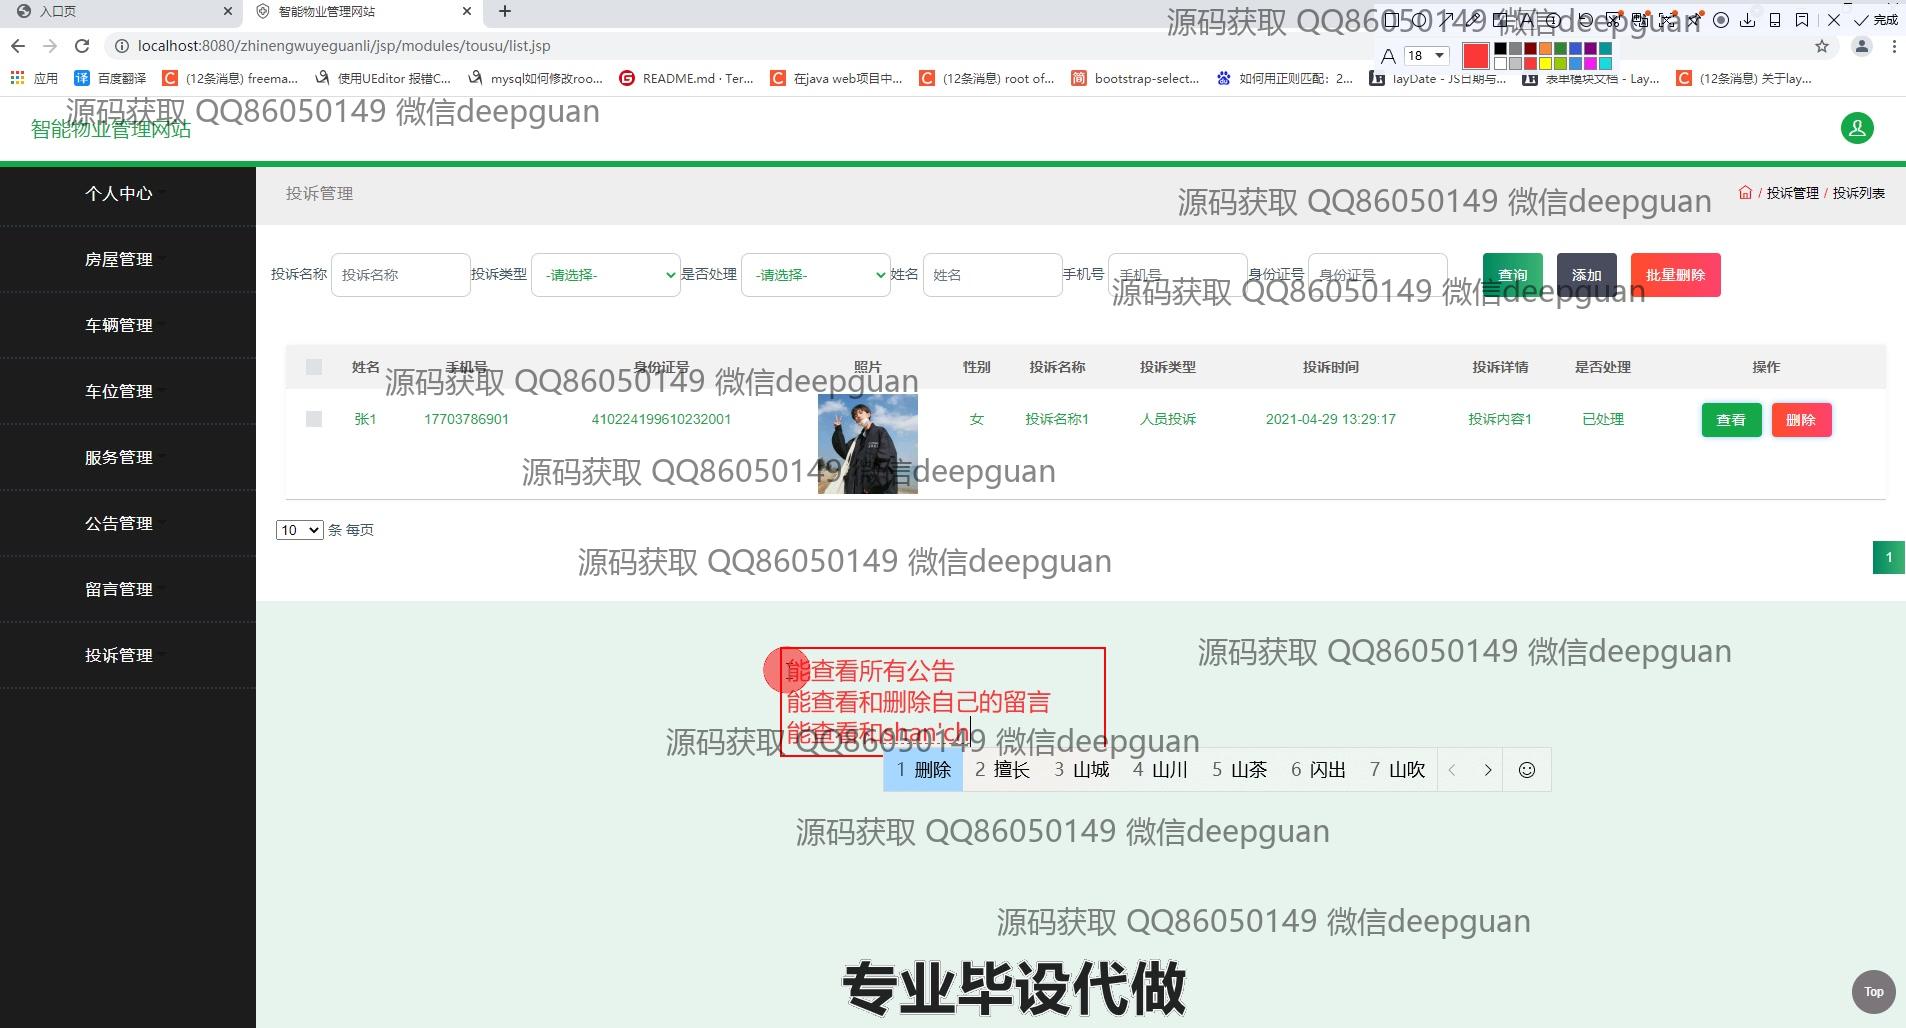 入口页
智能物业管理网站
源码获取 QQ86050149 微信deepguan
完成
localhost:8080/zhinengwuyeguanli/jsp/modules/tousu/list.jsp
18
应用
百度翻译
(12条消息) freema...
使用UEditor 报错C...
mysql如何修改roo...
README.md · Ter...
在java web项目中...
(12条消息) root of...
bootstrap-select...
如何用正则匹配：2...
layDate - JS日期与...
表单模块文档 - Lay...
(12条消息) 关于lay...
源码获取 QQ86050149 微信deepguan
智能物业管理网站
个人中心
房屋管理
车辆管理
车位管理
服务管理
公告管理
留言管理
投诉管理
投诉管理
源码获取 QQ86050149 微信deepguan
/ 投诉管理 / 投诉列表
投诉名称 投诉名称 投诉类型 -请选择- 是否处理 -请选择- 姓名 姓名 手机号 手机号 身份证号 身份证号 查询 添加 批量删除
源码获取 QQ86050149 微信deepguan
姓名 手机号 身份证号 照片 性别 投诉名称 投诉类型 投诉时间 投诉详情 是否处理 操作
源码获取 QQ86050149 微信deepguan
张1 17703786901 410224199610232001 女 投诉名称1 人员投诉 2021-04-29 13:29:17 投诉内容1 已处理 查看 删除
源码获取 QQ86050149 微信deepguan
10 条 每页
1
源码获取 QQ86050149 微信deepguan
源码获取 QQ86050149 微信deepguan
能查看所有公告
能查看和删除自己的留言
能查看和shan'ch
源码获取 QQ86050149 微信deepguan
1 删除 2 擅长 3 山城 4 山川 5 山茶 6 闪出 7 山吹
源码获取 QQ86050149 微信deepguan
源码获取 QQ86050149 微信deepguan
专业毕设代做
Top